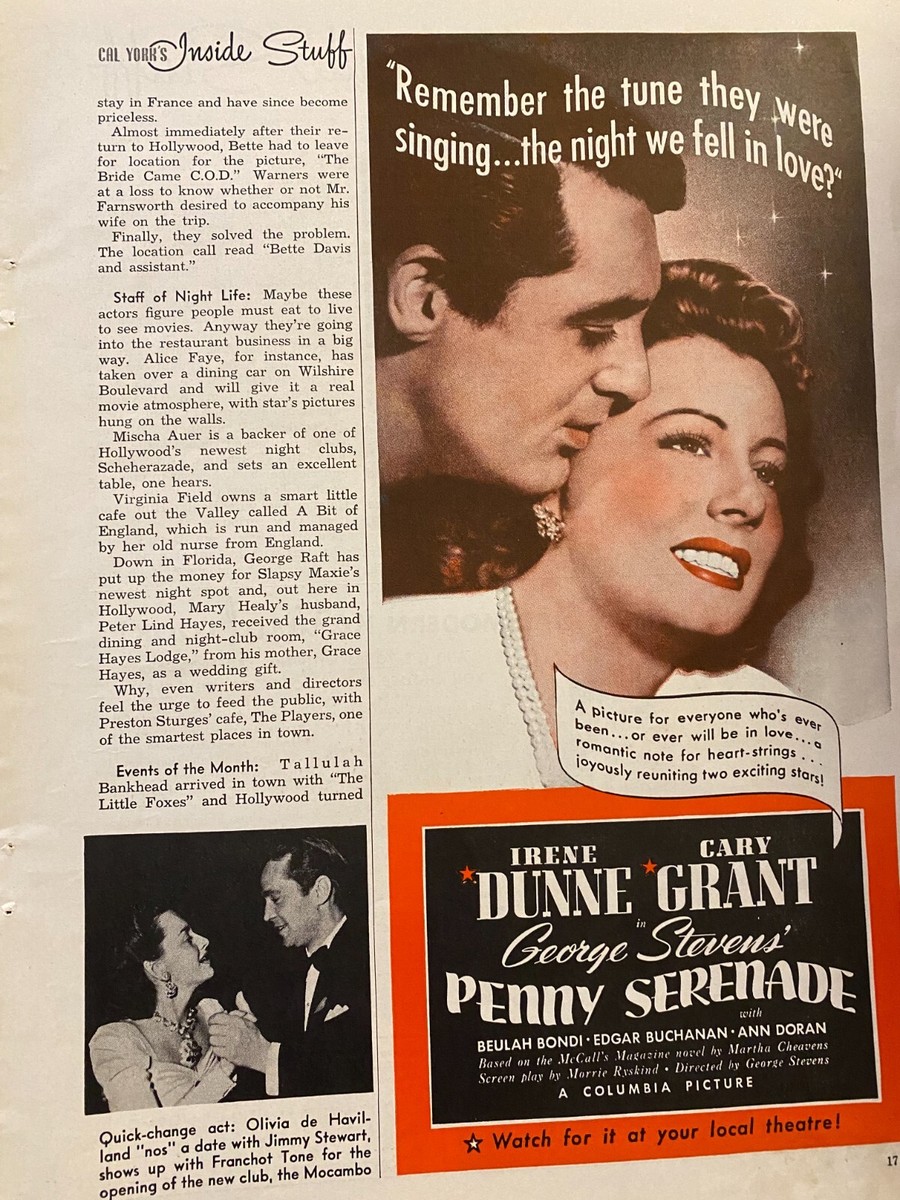 CAL YORK'S Inside Stuff
stay in France and have since become
priceless.
Almost immediately after their re-
turn to Hollywood, Bette had to leave
for location for the picture, "The
Bride Came C.O.D." Warners were
at a loss to know whether or not Mr.
Farnsworth desired to accompany his
wife on the trip.
Finally, they solved the problem.
The location call read "Bette Davis
and assistant."
Staff of Night Life: Maybe these
actors figure people must eat to live
to see movies. Anyway they're going
into the restaurant business in a big
way. Alice Faye, for instance, has
taken over a dining car on Wilshire
Boulevard and will give it a real
movie atmosphere, with star's pictures
hung on the walls.
Mischa Auer is a backer of one of
Hollywood's newest night clubs,
Scheherazade, and sets an excellent
table, one hears.
Virginia Field owns a smart little
cafe out the Valley called A Bit of
England, which is run and managed
by her old nurse from England.
Down in Florida, George Raft has
put up the money for Slapsy Maxie's
newest night spot and, out here in
Hollywood, Mary Healy's husband,
Peter Lind Hayes, received the grand
dining and night-club room, "Grace
Hayes Lodge," from his mother, Grace
Hayes, as a wedding gift.
Why, even writers and directors
feel the urge to feed the public, with
Preston Sturges' cafe, The Players, one
of the smartest places in town.
Events of the Month: Tallulah
Bankhead arrived in town with "The
Little Foxes" and Hollywood turned
Quick-change act: Olivia de Havil-
land "nos" a date with Jimmy Stewart,
shows up with Franchot Tone for the
opening of the new club, the Mocambo
"Remember the tune they were
singing...the night we fell in love?"
A picture for everyone who's ever
been...or ever will be in love...a
romantic note for heart-strings...
joyously reuniting two exciting stars!
IRENE CARY
DUNNE GRANT
in
George Stevens'
PENNY SERENADE
with
BEULAH BONDI · EDGAR BUCHANAN · ANN DORAN
Based on the McCall's Magazine novel by Martha Cheavens
Screen play by Morrie Ryskind • Directed by George Stevens
A COLUMBIA PICTURE
Watch for it at your local theatre!
17